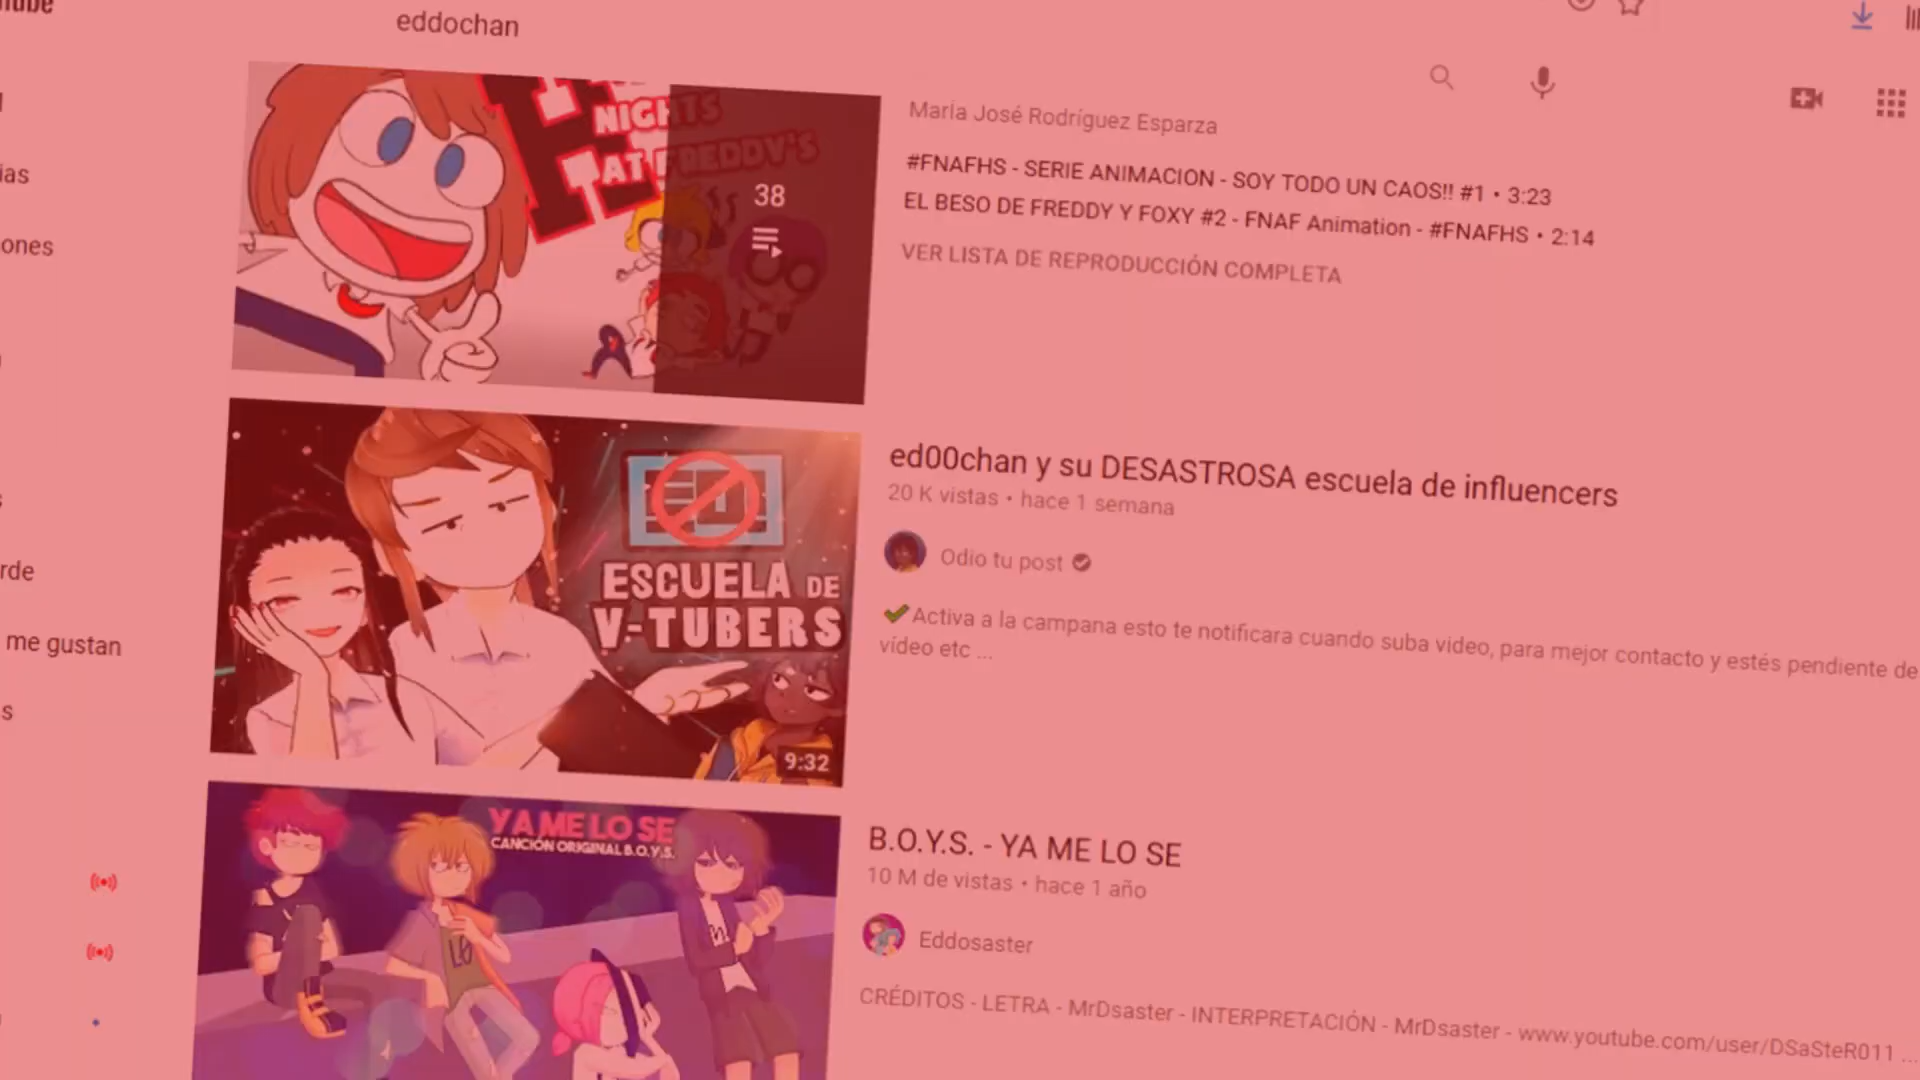 eddochan
NIGHTS
AT FREDDY'S
38
María José Rodríguez Esparza
#FNAFHS - SERIE ANIMACION - SOY TODO UN CAOS!! #1 • 3:23
EL BESO DE FREDDY Y FOXY #2 - FNAF Animation - #FNAFHS • 2:14
VER LISTA DE REPRODUCCIÓN COMPLETA
ones
ESCUELA DE
V-TUBERS
9:32
ed00chan y su DESASTROSA escuela de influencers
20 K vistas • hace 1 semana
Odio tu post
Activa a la campana esto te notificara cuando suba video, para mejor contacto y estés pendiente de
vídeo etc ...
rde
me gustan
YA ME LO SE
CANCIÓN ORIGINAL B.O.Y.S.
B.O.Y.S. - YA ME LO SE
10 M de vistas • hace 1 año
Eddosaster
CRÉDITOS - LETRA - MrDsaster - INTERPRETACIÓN - MrDsaster - www.youtube.com/user/DSaSteR011 ...